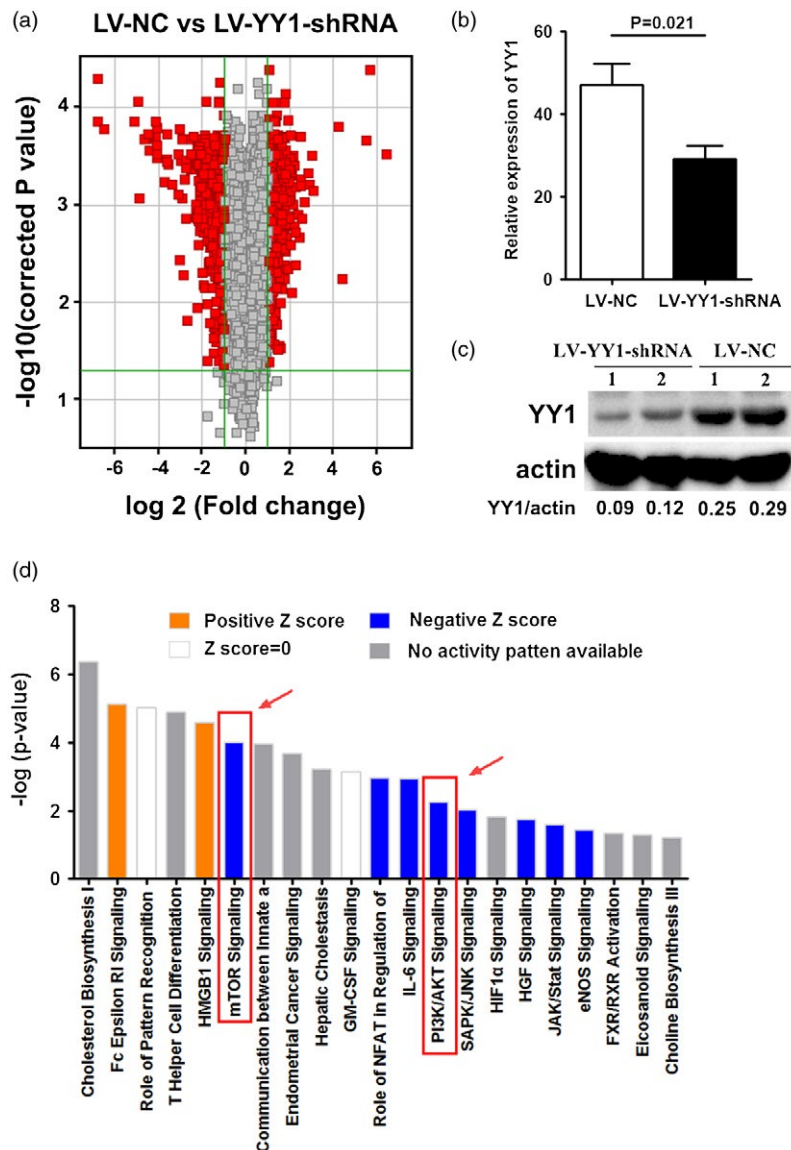 (a)
LV-NC vs LV-YY1-shRNA
-log10(corrected P value)
4
3
2
1
-6 -4 -2 0 2 4 6
log 2 (Fold change)
(b)
P=0.021
Relative expression of YY1
60
40
20
0
LV-NC LV-YY1-shRNA
(c)
LV-YY1-shRNA LV-NC
1 2 1 2
YY1
actin
YY1/actin 0.09 0.12 0.25 0.29
(d)
-log (p-value)
8
6
4
2
0
Positive Z score Negative Z score
Z score=0 No activity patten available
Cholesterol Biosynthesis I
Fc Epsilon RI Signaling
Role of Pattern Recognition
T Helper Cell Differentiation
HMGB1 Signaling
mTOR Signaling
Communication between Innate a
Endometrial Cancer Signaling
Hepatic Cholestasis
GM-CSF Signaling
Role of NFAT in Regulation of
IL-6 Signaling
PI3K/AKT Signaling
SAPK/JNK Signaling
HIF1α Signaling
HGF Signaling
JAK/Stat Signaling
eNOS Signaling
FXR/RXR Activation
Eicosanoid Signaling
Choline Biosynthesis III